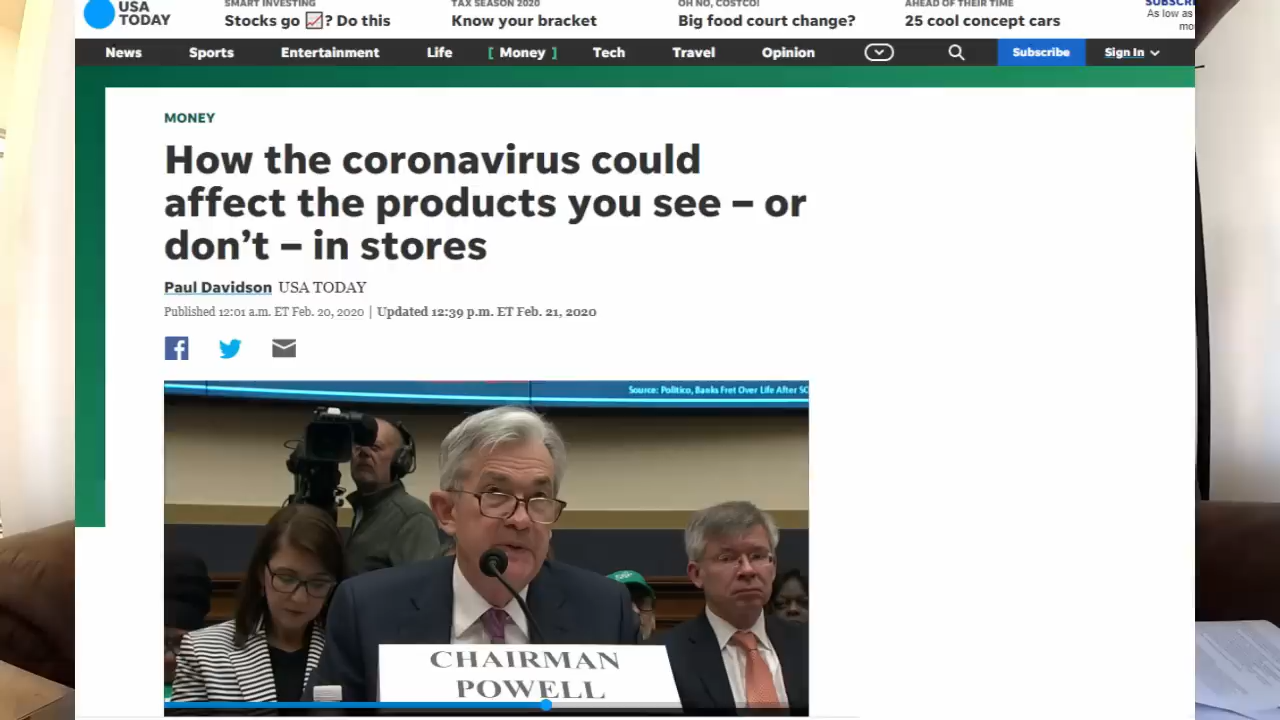 USA
TODAY
SMART INVESTING
Stocks go 📈? Do this
TAX SEASON 2020
Know your bracket
OH NO, COSTCO!
Big food court change?
AHEAD OF THEIR TIME
25 cool concept cars
As low as
News Sports Entertainment Life [ Money ] Tech Travel Opinion Subscribe Sign In
MONEY
How the coronavirus could
affect the products you see – or
don’t – in stores
Paul Davidson USA TODAY
Published 12:01 a.m. ET Feb. 20, 2020 | Updated 12:39 p.m. ET Feb. 21, 2020
Source: Politico, Banks Fret Over Life After
CHAIRMAN
POWELL